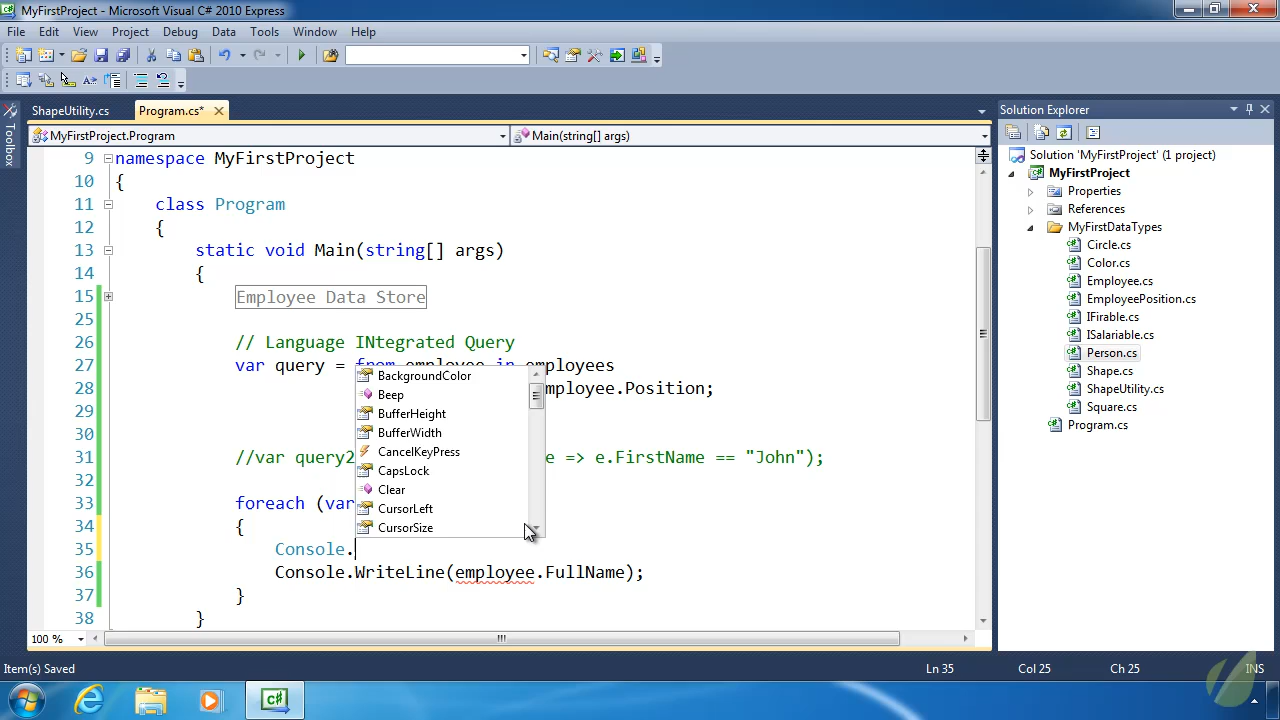 MyFirstProject - Microsoft Visual C# 2010 Express
File Edit View Project Debug Data Tools Window Help
ShapeUtility.cs Program.cs*
Toolbox
MyFirstProject.Program Main(string[] args)
9 namespace MyFirstProject
10 {
11 class Program
12 {
13 static void Main(string[] args)
14 {
15 Employee Data Store
25
26 // Language INtegrated Query
27 var query = from employee in employees
28 mployee.Position;
29
30
31 //var query2 e => e.FirstName == "John");
32
33 foreach (var
34 {
35 Console.
36 Console.WriteLine(employee.FullName);
37 }
38 }
BackgroundColor
Beep
BufferHeight
BufferWidth
CancelKeyPress
CapsLock
Clear
CursorLeft
CursorSize
100 %
Solution Explorer
Solution 'MyFirstProject' (1 project)
MyFirstProject
Properties
References
MyFirstDataTypes
Circle.cs
Color.cs
Employee.cs
EmployeePosition.cs
IFirable.cs
ISalariable.cs
Person.cs
Shape.cs
ShapeUtility.cs
Square.cs
Program.cs
Item(s) Saved Ln 35 Col 25 Ch 25 INS
C#